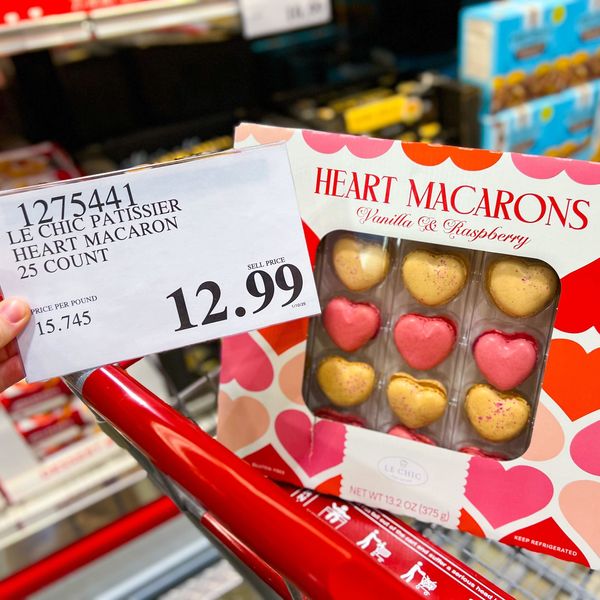 1275441
LE CHIC PATISSIER
HEART MACARON
25 COUNT
SELL PRICE
12.99
PRICE PER POUND
15.745
HEART MACARONS
Vanilla & Raspberry
LE CHIC
NET WT 13.2 OZ (375g)
KEEP REFRIGERATED